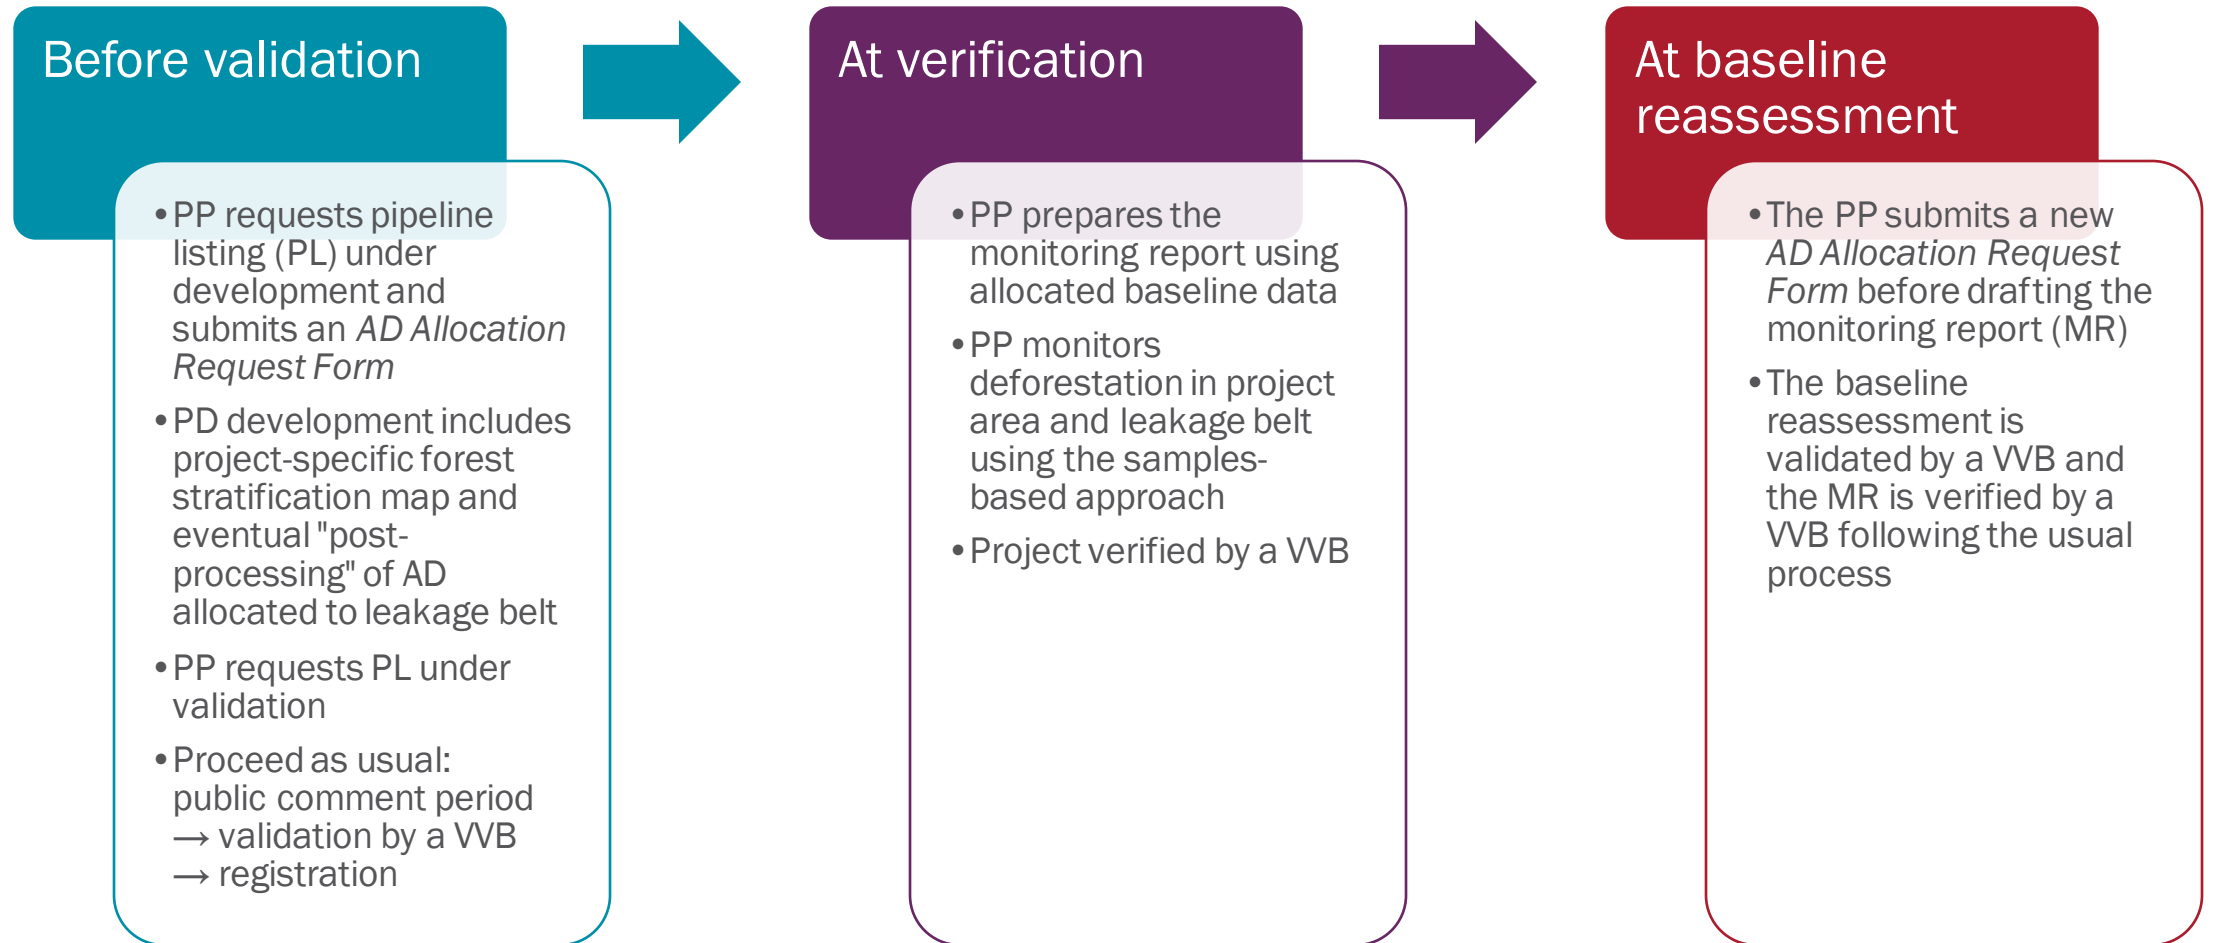 Before validation
•PP requests pipeline
listing (PL) under
development and
submits an AD Allocation
Request Form
•PD development includes
project-specific forest
stratification map and
eventual "post-
processing" of AD
allocated to leakage belt
•PP requests PL under
validation
•Proceed as usual:
public comment period
→ validation by a VVB
→ registration
At verification
•PP prepares the
monitoring report using
allocated baseline data
•PP monitors
deforestation in project
area and leakage belt
using the samples-
based approach
•Project verified by a VVB
At baseline
reassessment
•The PP submits a new
AD Allocation Request
Form before drafting the
monitoring report (MR)
•The baseline
reassessment is
validated by a VVB and
the MR is verified by a
VVB following the usual
process